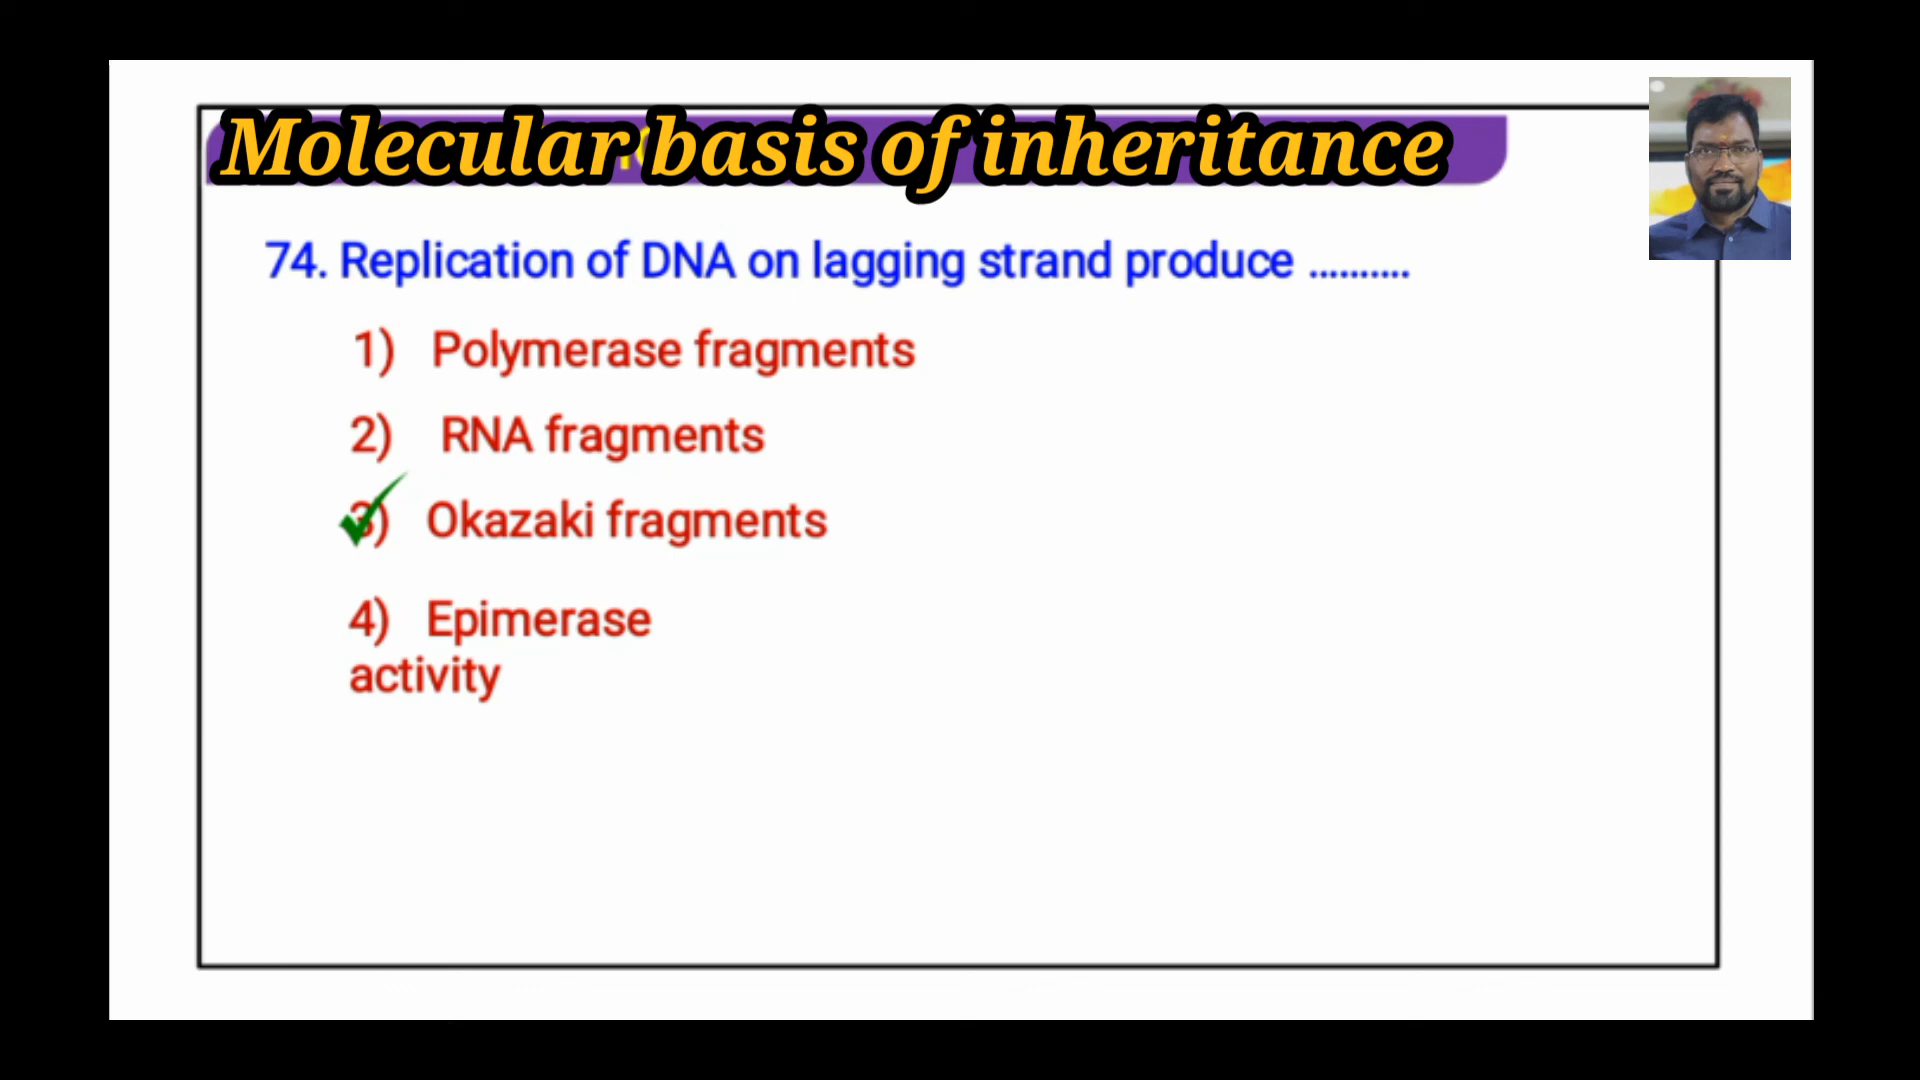 Molecular basis of inheritance
74. Replication of DNA on lagging strand produce ..........
1) Polymerase fragments
2) RNA fragments
3) Okazaki fragments
4) Epimerase
activity